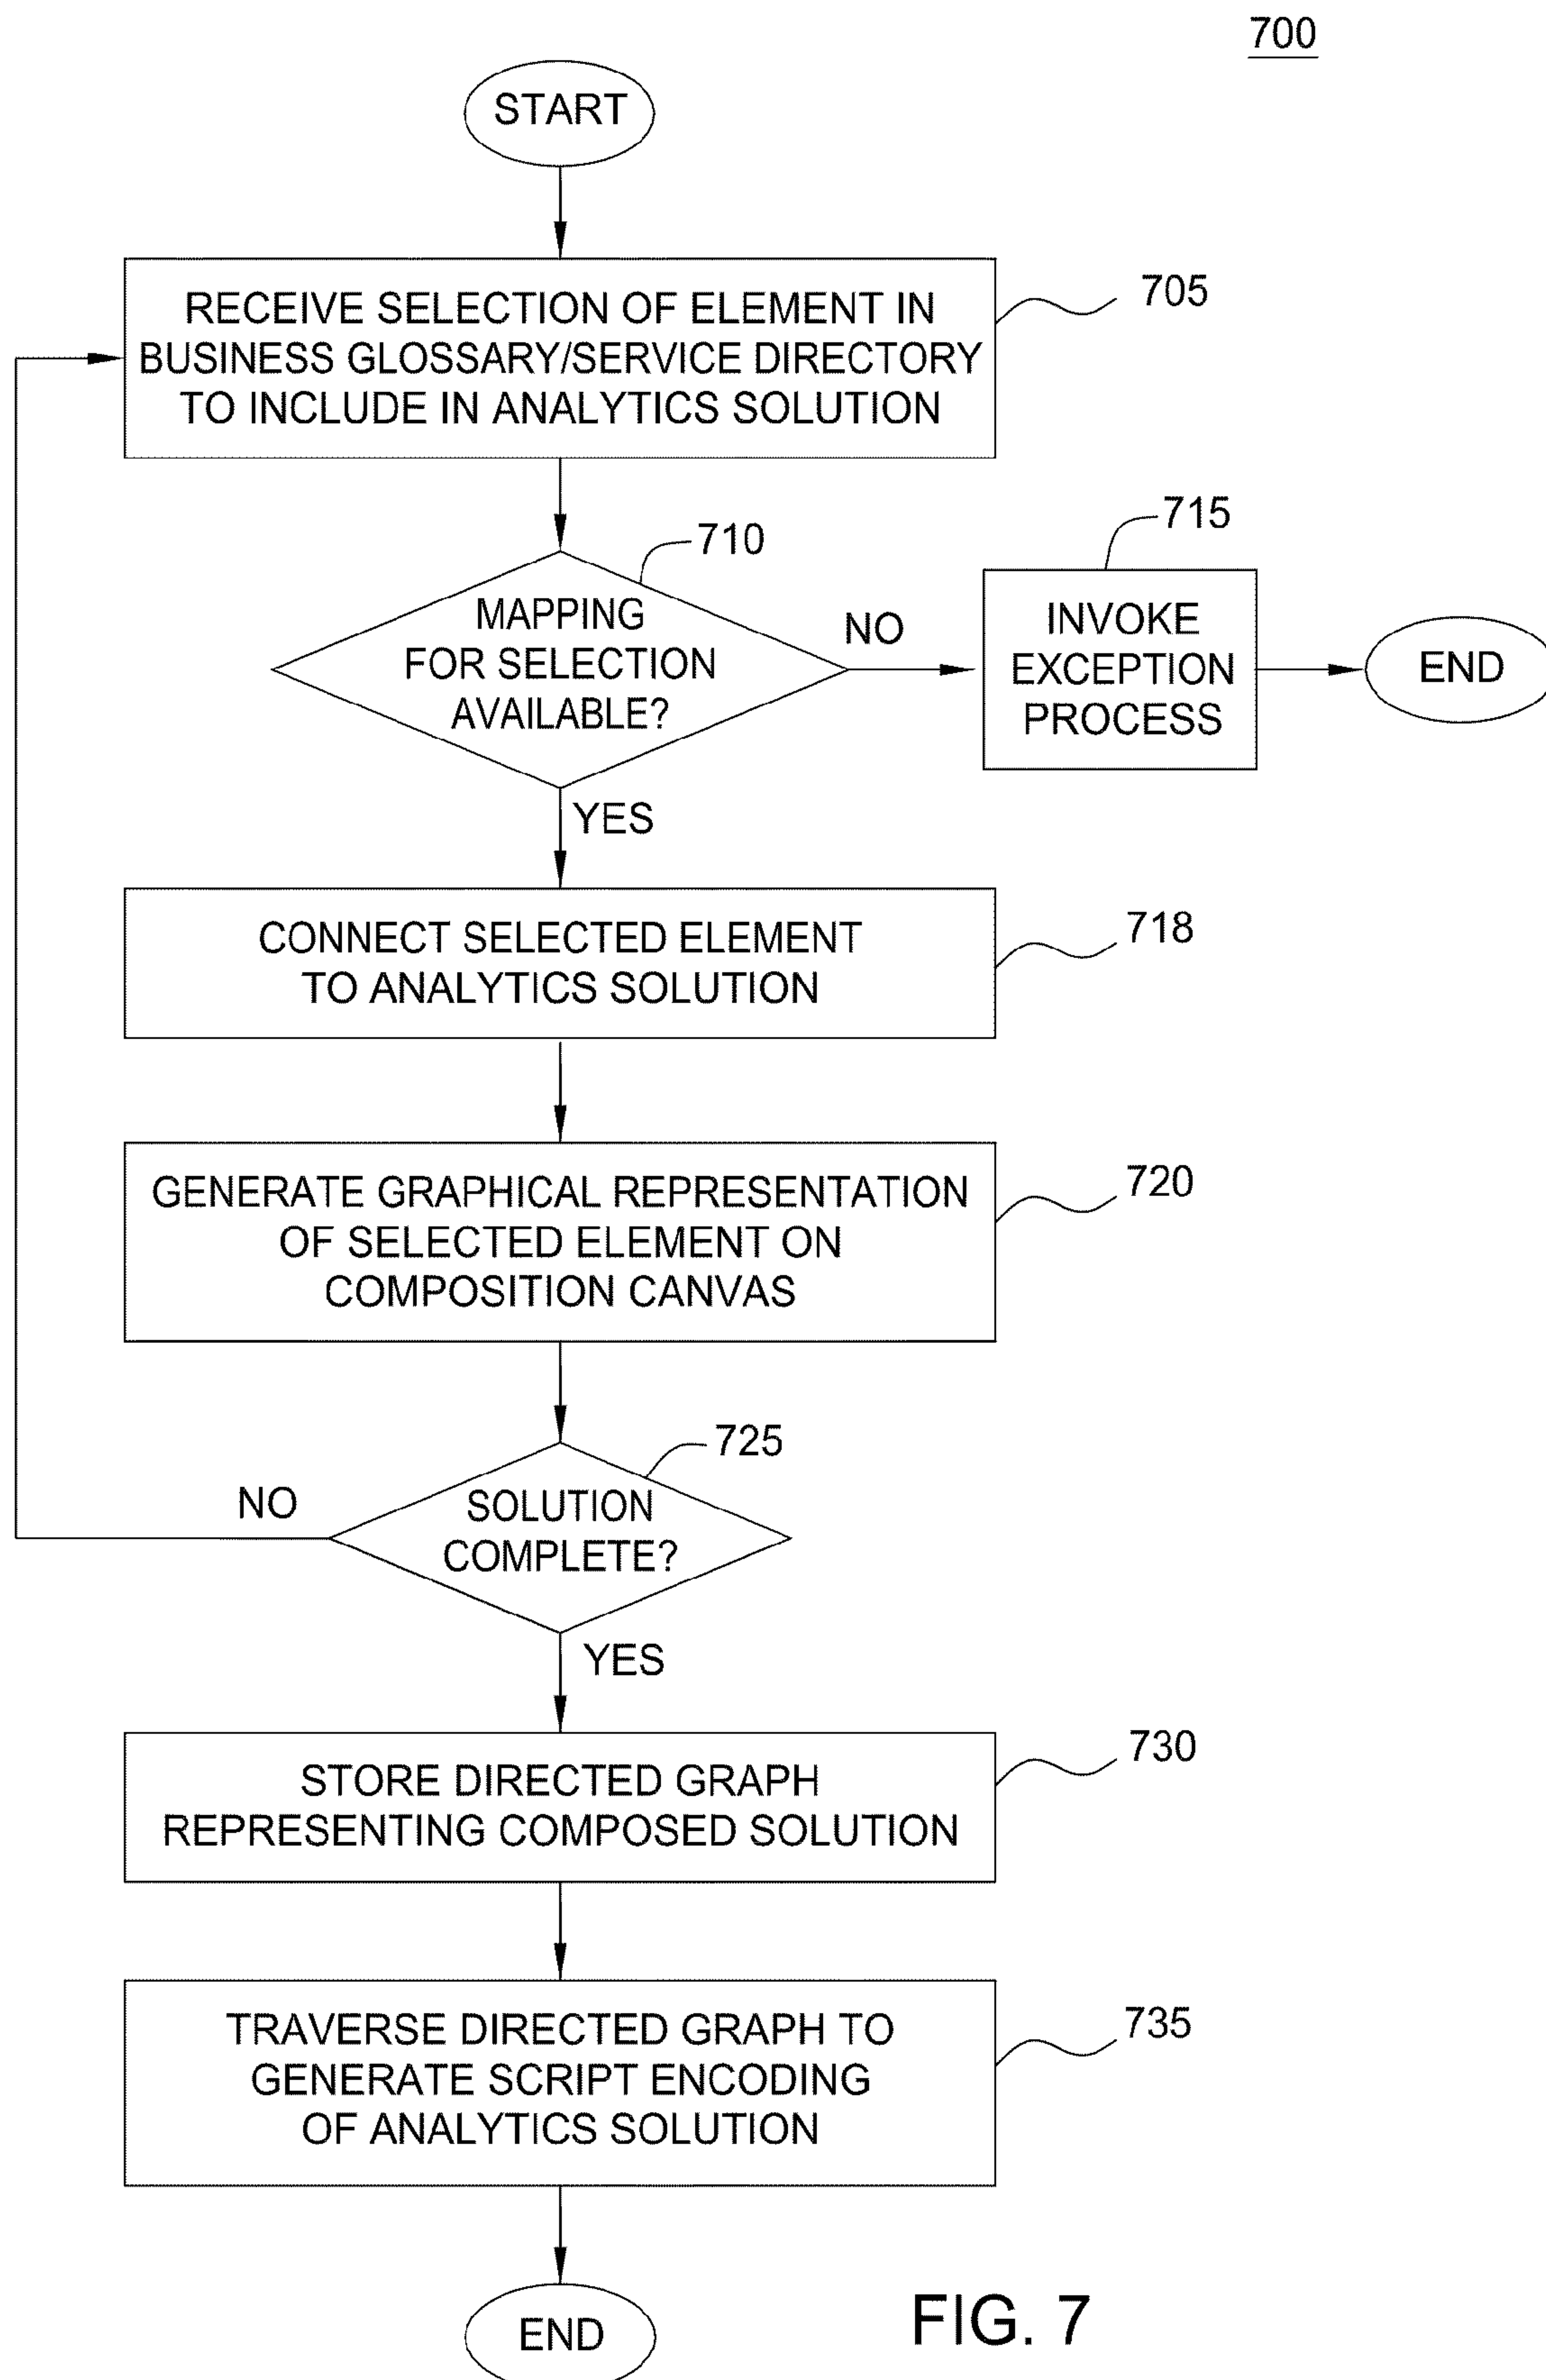 700
START
RECEIVE SELECTION OF ELEMENT IN
BUSINESS GLOSSARY/SERVICE DIRECTORY
TO INCLUDE IN ANALYTICS SOLUTION
705
710
MAPPING
FOR SELECTION
AVAILABLE?
NO
715
INVOKE
EXCEPTION
PROCESS
END
YES
CONNECT SELECTED ELEMENT
TO ANALYTICS SOLUTION
718
GENERATE GRAPHICAL REPRESENTATION
OF SELECTED ELEMENT ON
COMPOSITION CANVAS
720
725
SOLUTION
COMPLETE?
NO
YES
STORE DIRECTED GRAPH
REPRESENTING COMPOSED SOLUTION
730
TRAVERSE DIRECTED GRAPH TO
GENERATE SCRIPT ENCODING
OF ANALYTICS SOLUTION
735
END
FIG. 7